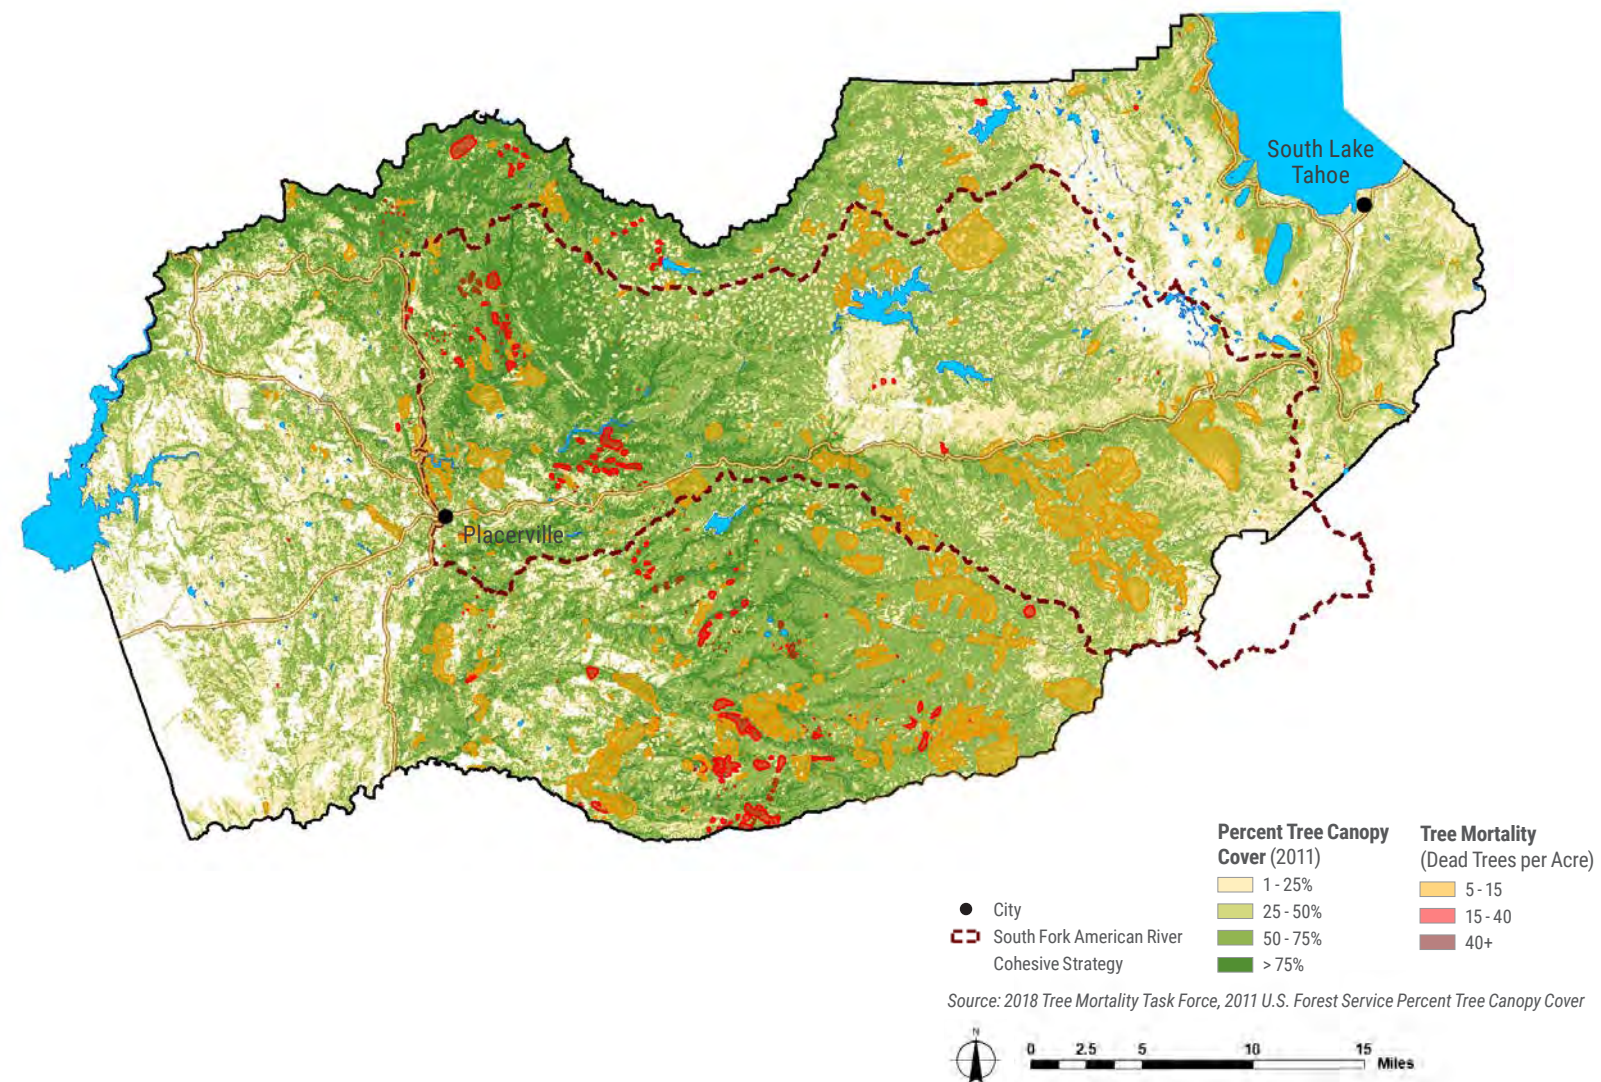 South Lake
Tahoe
Placerville
City
South Fork American River
Cohesive Strategy
Percent Tree Canopy
Cover (2011)
1 - 25%
25 - 50%
50 - 75%
> 75%
Tree Mortality
(Dead Trees per Acre)
5 - 15
15 - 40
40+
Source: 2018 Tree Mortality Task Force, 2011 U.S. Forest Service Percent Tree Canopy Cover
N
0 2.5 5 10 15 Miles